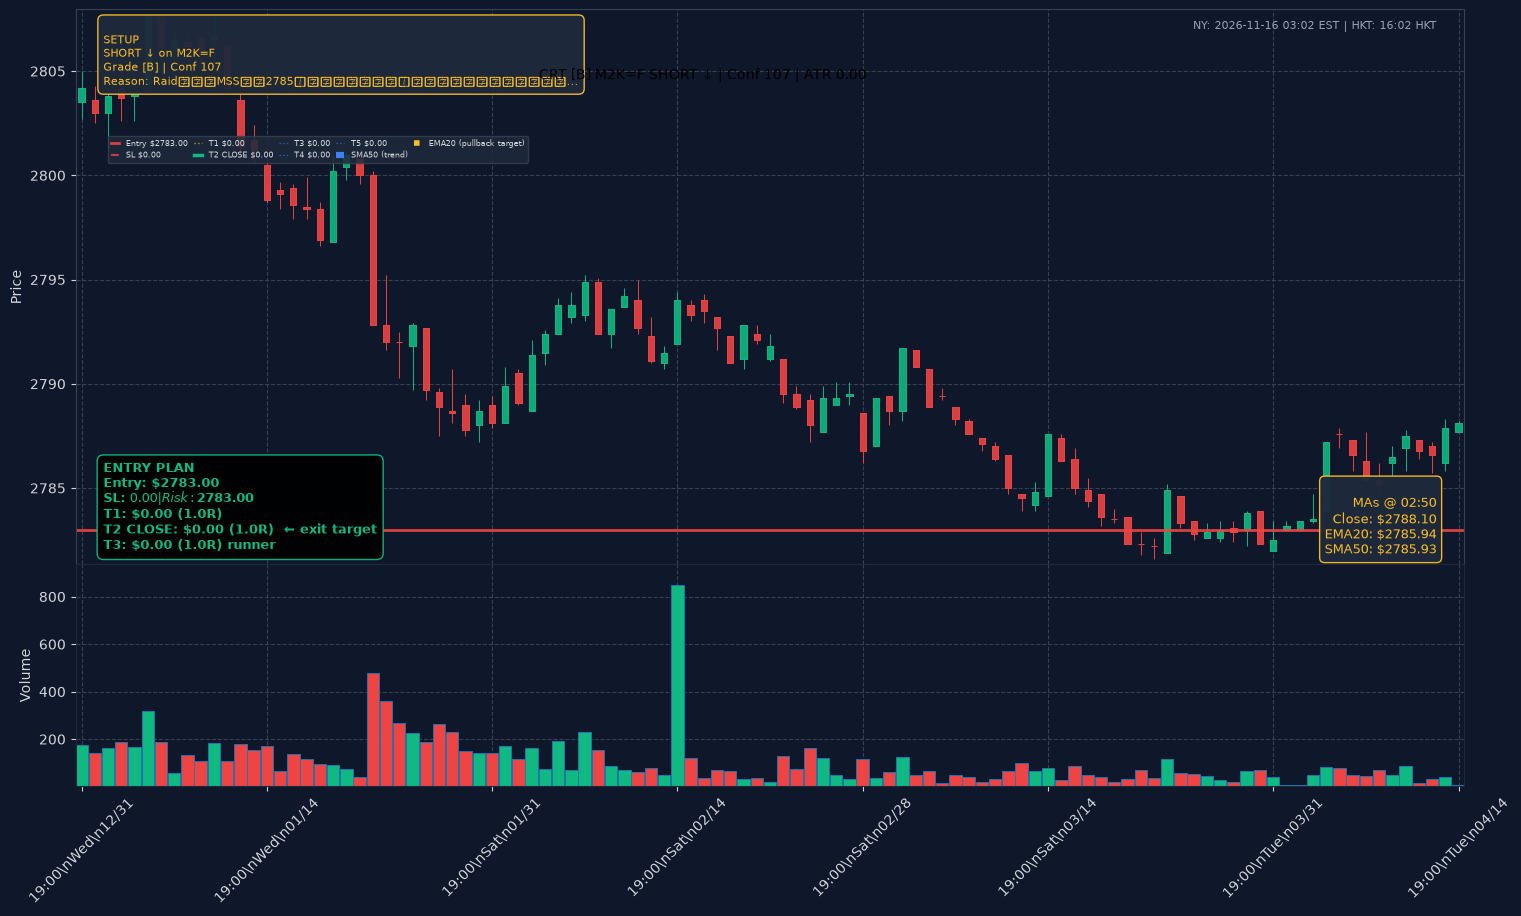 NY: 2026-11-16 03:02 EST | HKT: 16:02 HKT
SETUP
SHORT ↓ on M2K=F
Grade [B] | Conf 107
Reason: Raid MSS 2785
CRT [B] M2K=F SHORT ↓ | Conf 107 | ATR 0.00
Entry $2783.00
SL $0.00
T1 $0.00
T2 CLOSE $0.00
T3 $0.00
T4 $0.00
T5 $0.00
SMA50 (trend)
EMA20 (pullback target)
Price
2805
2800
2795
2790
2785
ENTRY PLAN
Entry: $2783.00
SL: 0.00|Risk:2783.00
T1: $0.00 (1.0R)
T2 CLOSE: $0.00 (1.0R) ← exit target
T3: $0.00 (1.0R) runner
MAs @ 02:50
Close: $2788.10
EMA20: $2785.94
SMA50: $2785.93
Volume
800
600
400
200
19:00\nWed\n12/31
19:00\nWed\n01/14
19:00\nSat\n01/31
19:00\nSat\n02/14
19:00\nSat\n02/28
19:00\nSat\n03/14
19:00\nTue\n03/31
19:00\nTue\n04/14